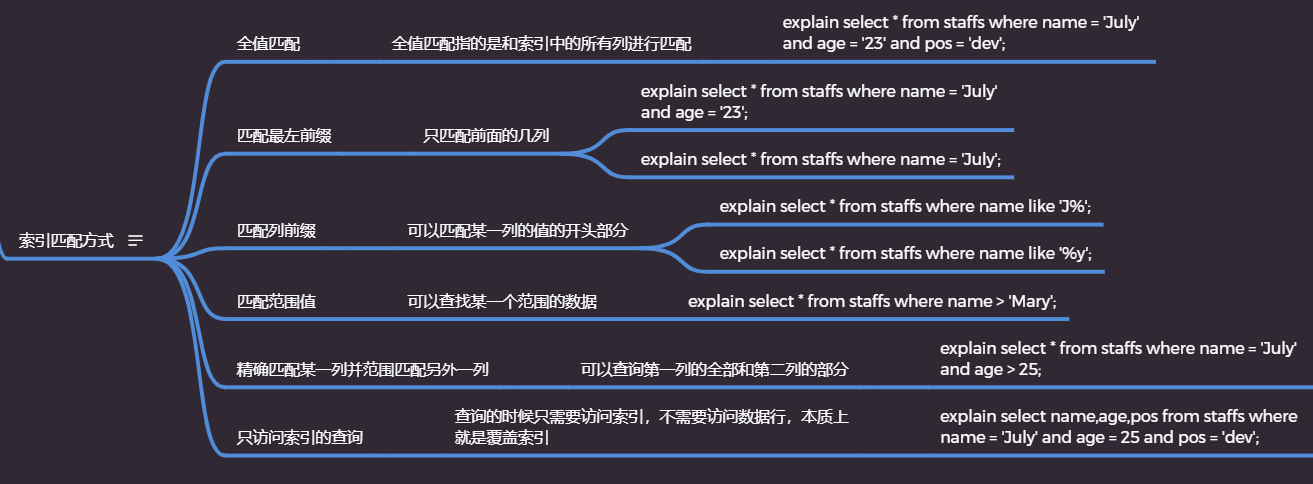 索引匹配方式
全值匹配
全值匹配指的是和索引中的所有列进行匹配
explain select * from staffs where name = 'July'
and age = '23' and pos = 'dev';
匹配最左前缀
只匹配前面的几列
explain select * from staffs where name = 'July'
and age = '23';
explain select * from staffs where name = 'July';
匹配列前缀
可以匹配某一列的值的开头部分
explain select * from staffs where name like 'J%';
explain select * from staffs where name like '%y';
匹配范围值
可以查找某一个范围的数据
explain select * from staffs where name > 'Mary';
精确匹配某一列并范围匹配另外一列
可以查询第一列的全部和第二列的部分
explain select * from staffs where name = 'July'
and age > 25;
只访问索引的查询
查询的时候只需要访问索引，不需要访问数据行，本质上
就是覆盖索引
explain select name,age,pos from staffs where
name = 'July' and age = 25 and pos = 'dev';